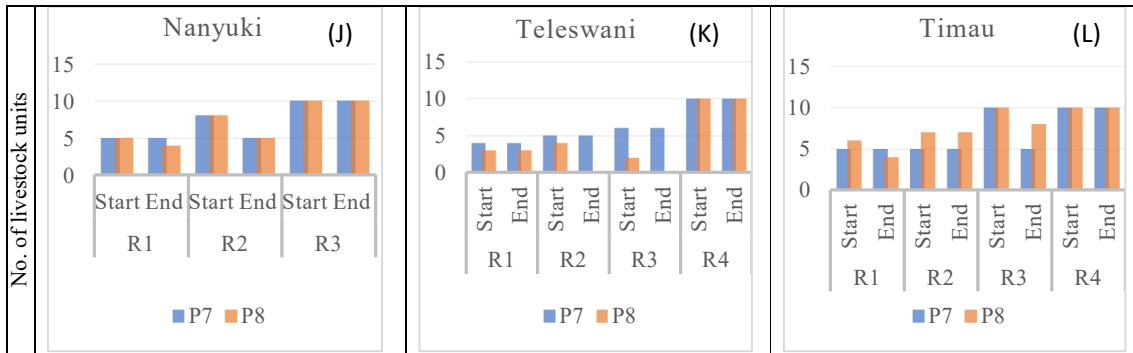 No. of livestock units
Nanyuki (J)
15
10
5
0
Start End Start End Start End
R1 R2 R3
P7 P8
Teleswani (K)
15
10
5
0
Start End Start End Start End Start End
R1 R2 R3 R4
P7 P8
Timau (L)
15
10
5
0
Start End Start End Start End Start End
R1 R2 R3 R4
P7 P8